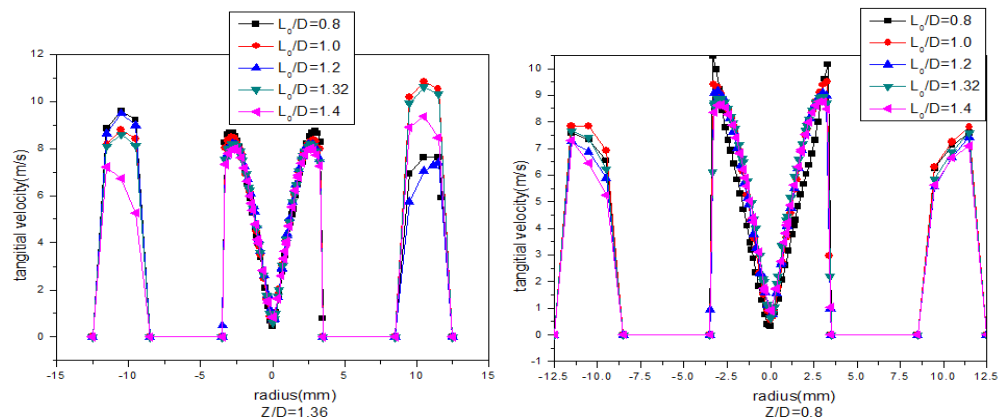 L₀/D=0.8
L₀/D=1.0
L₀/D=1.2
L₀/D=1.32
L₀/D=1.4
12
10
8
6
4
2
0
tangitial velocity(m/s)
-15
-10
-5
0
5
10
15
radius(mm)
Z/D=1.36
L₀/D=0.8
L₀/D=1.0
L₀/D=1.2
L₀/D=1.32
L₀/D=1.4
10
9
8
7
6
5
4
3
2
1
0
-1
tangitial velocity(m/s)
-12.5
-10.0
-7.5
-5.0
-2.5
0.0
2.5
5.0
7.5
10.0
12.5
radius(mm)
Z/D=0.8